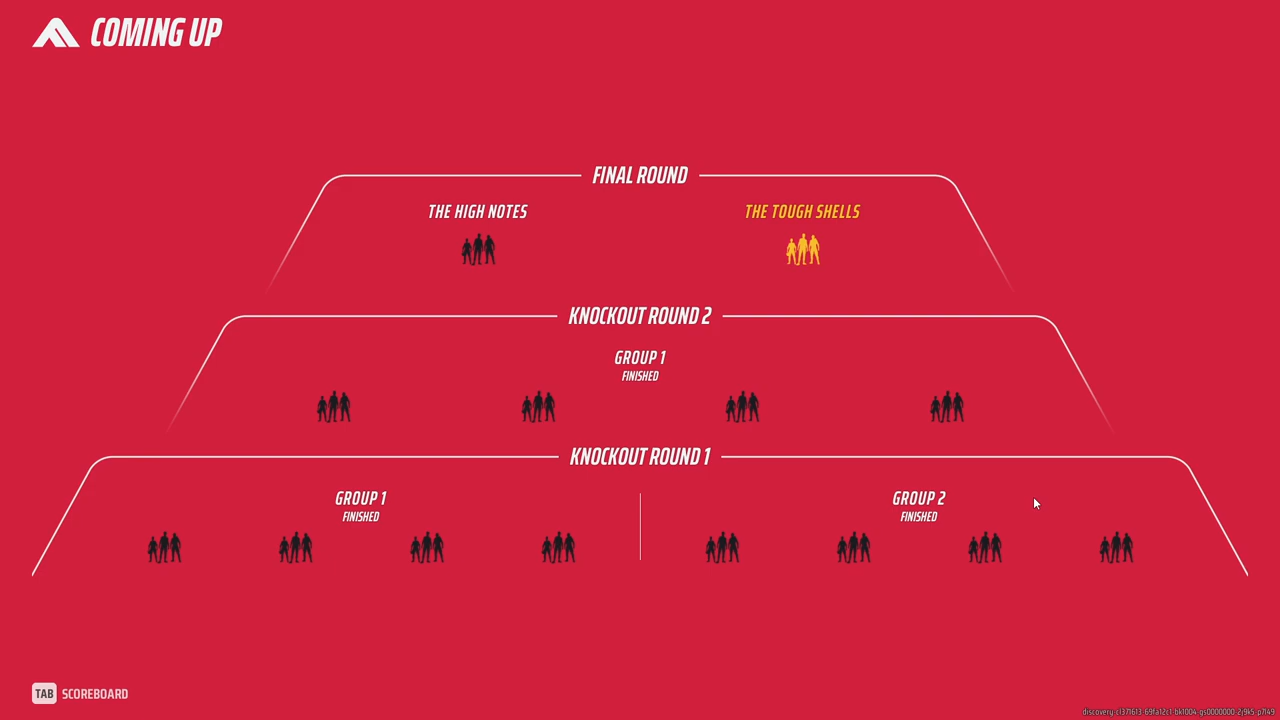 COMING UP
FINAL ROUND
THE HIGH NOTES
THE TOUGH SHELLS
KNOCKOUT ROUND 2
GROUP 1
FINISHED
KNOCKOUT ROUND 1
GROUP 1
FINISHED
GROUP 2
FINISHED
TAB SCOREBOARD